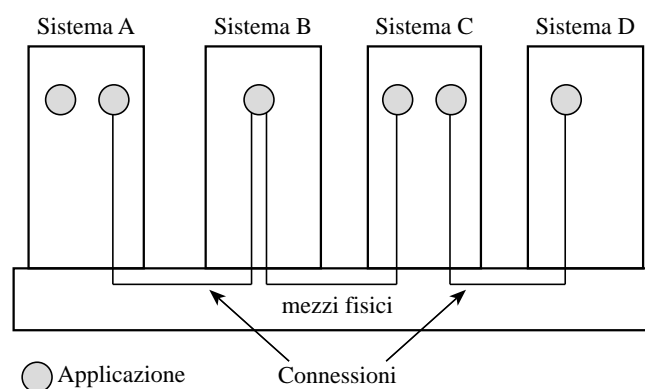 Sistema A
Sistema B
Sistema C
Sistema D
mezzi fisici
Applicazione
Connessioni